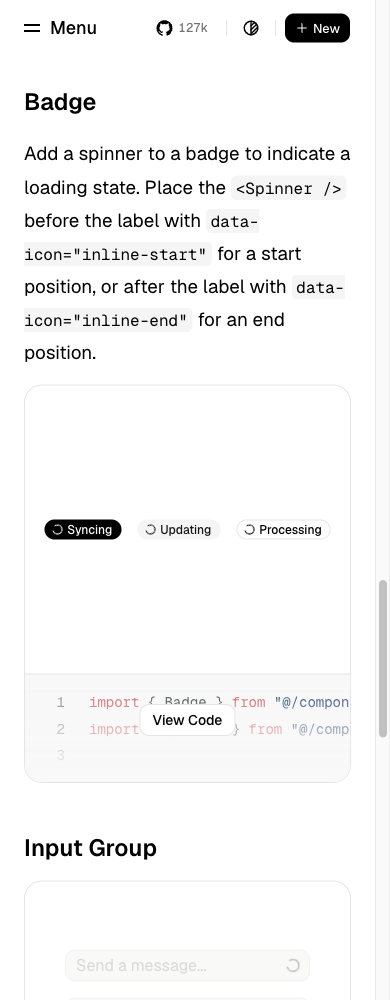 Menu 127k + New
Badge
Add a spinner to a badge to indicate a
loading state. Place the <Spinner />
before the label with data-
icon="inline-start" for a start
position, or after the label with data-
icon="inline-end" for an end
position.
Syncing Updating Processing
1 import { Badge } from "@/compon
View Code
2 import } from "@/comp
3
Input Group
Send a message...